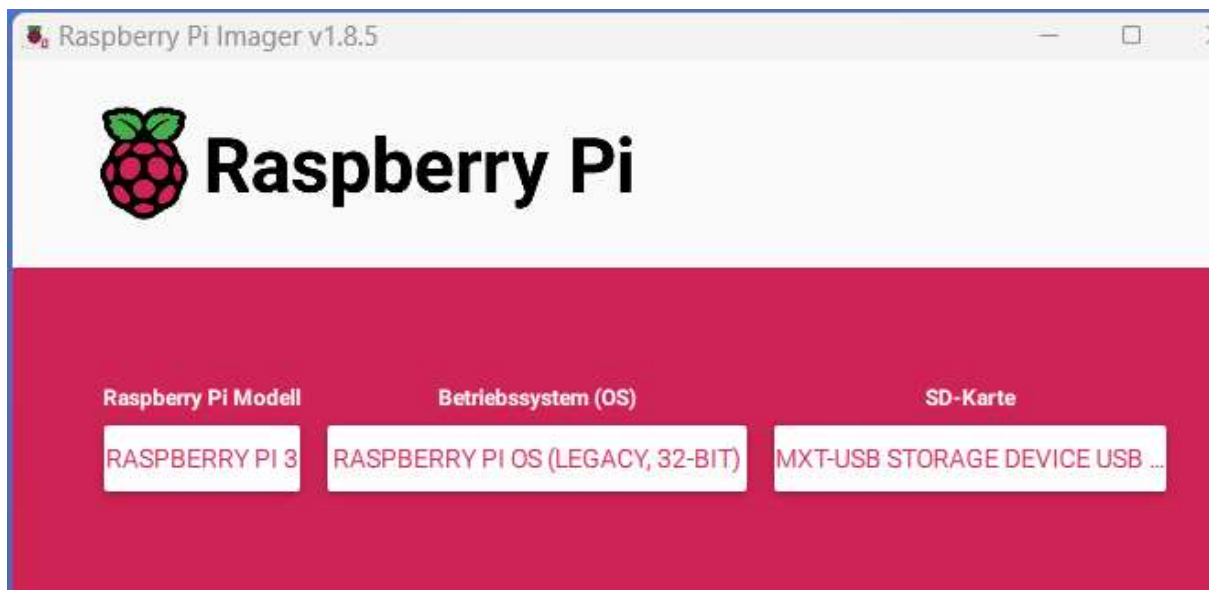 Raspberry Pi Imager v1.8.5
Raspberry Pi
Raspberry Pi Modell
Betriebssystem (OS)
SD-Karte
RASPBERRY PI 3
RASPBERRY PI OS (LEGACY, 32-BIT)
MXT-USB STORAGE DEVICE USB ...